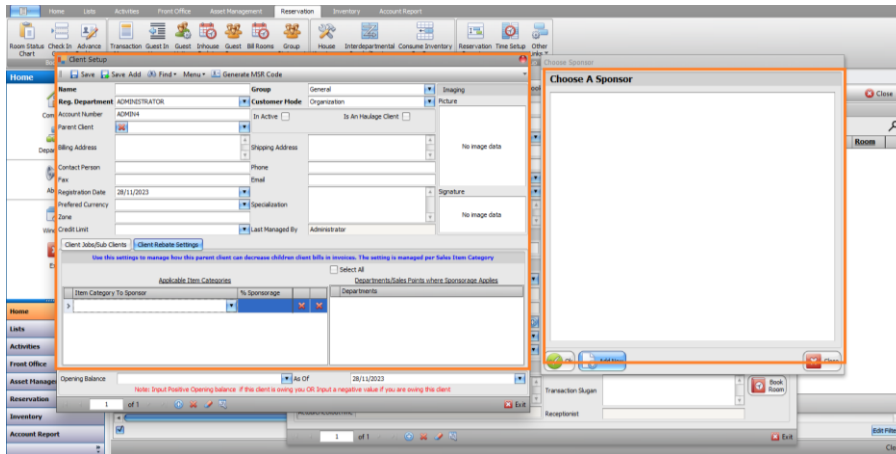 Home Lists Activities Front Office Asset Management Reservation Inventory Account Report
Room Status Check In Advance Transaction Guest In Guest Inhouse Guest Bill Rooms Group House Interdepartmental Consume Inventory Reservation Time Setup Other
Chart
Client Setup
Save Save Add Find Menu Generate MSR Code
Name Group General Imaging
Reg. Department ADMINISTRATOR Customer Mode Organization Picture
Account Number ADMIN4 In Active Is An Haulage Client
Parent Client
Billing Address Shipping Address No image data
Contact Person Phone
Fax Email
Registration Date 28/11/2023 Signature
Prefered Currency Specialization
Zone No image data
Credit Limit Last Managed By Administrator
Client Jobs/Sub Clients Client Rebate Settings
Use this settings to manage how this parent client can decrease children client bills in invoices. The setting is managed per Sales Item Category
Select All
Applicable Item Categories Departments/Sales Points where Sponsorage Applies
Item Category To Sponsor % Sponsorage Departments
Opening Balance As Of 28/11/2023
Note: Input Positive Opening balance if this client is owing you OR Input a negative value if you are owing this client
1 of 1 Exit
Choose Sponsor
Choose A Sponsor
Ok Add New Close
Close
Room
Home
Home
Lists
Activities
Front Office
Asset Manage
Reservation
Inventory
Account Report
Transaction Slugan
Book
Room
Receptionest
1 of 1 Exit
Edit Filte
Clo